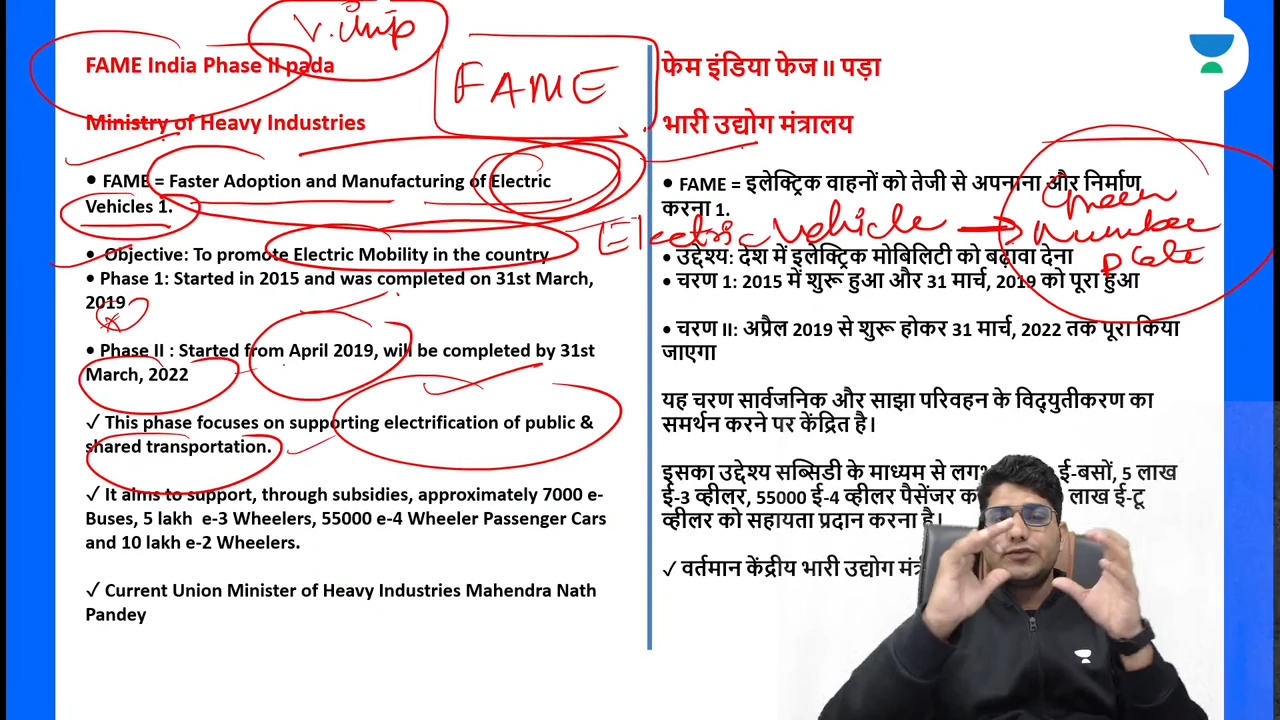 V. imp
FAME India Phase II pada
FAME
Ministry of Heavy Industries
• FAME = Faster Adoption and Manufacturing of Electric
Vehicles 1.
• Objective: To promote Electric Mobility in the country
• Phase 1: Started in 2015 and was completed on 31st March,
2019
• Phase II : Started from April 2019, will be completed by 31st
March, 2022
✓ This phase focuses on supporting electrification of public &
shared transportation.
✓ It aims to support, through subsidies, approximately 7000 e-
Buses, 5 lakh e-3 Wheelers, 55000 e-4 Wheeler Passenger Cars
and 10 lakh e-2 Wheelers.
✓ Current Union Minister of Heavy Industries Mahendra Nath
Pandey
फेम इंडिया फेज II पड़ा
भारी उद्योग मंत्रालय
• FAME = इलेक्ट्रिक वाहनों को तेजी से अपनाना और निर्माण
करना 1.
Electric Vehicle
Green
Number
Plate
• उद्देश्य: देश में इलेक्ट्रिक मोबिलिटी को बढ़ावा देना
• चरण 1: 2015 में शुरू हुआ और 31 मार्च, 2019 को पूरा हुआ
• चरण II: अप्रैल 2019 से शुरू होकर 31 मार्च, 2022 तक पूरा किया
जाएगा
यह चरण सार्वजनिक और साझा परिवहन के विद्युतीकरण का
समर्थन करने पर केंद्रित है।
इसका उद्देश्य सब्सिडी के माध्यम से ई-बसों, 5 लाख
ई-3 व्हीलर, 55000 ई-4 व्हीलर पैसेंजर लाख ई-टू
व्हीलर को सहायता प्रदान करना है।
✓ वर्तमान केंद्रीय भारी उद्योग